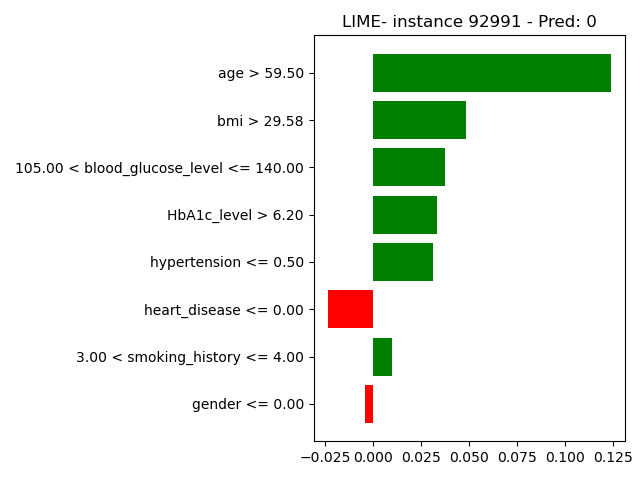 LIME- instance 92991 - Pred: 0
age > 59.50
bmi > 29.58
105.00 < blood_glucose_level <= 140.00
HbA1c_level > 6.20
hypertension <= 0.50
heart_disease <= 0.00
3.00 < smoking_history <= 4.00
gender <= 0.00
−0.025 0.000 0.025 0.050 0.075 0.100 0.125